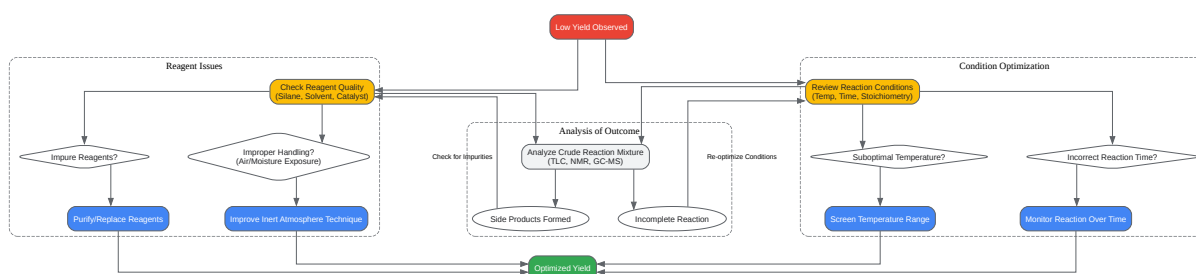 Low Yield Observed
Reagent Issues
Condition Optimization
Check Reagent Quality
(Silane, Solvent, Catalyst)
Review Reaction Conditions
(Temp, Time, Stoichiometry)
Analysis of Outcome
Impure Reagents?
Improper Handling?
(Air/Moisture Exposure)
Check for Impurities
Analyze Crude Reaction Mixture
(TLC, NMR, GC-MS)
Re-optimize Conditions
Suboptimal Temperature?
Incorrect Reaction Time?
Purify/Replace Reagents
Improve Inert Atmosphere Technique
Side Products Formed
Incomplete Reaction
Screen Temperature Range
Monitor Reaction Over Time
Optimized Yield